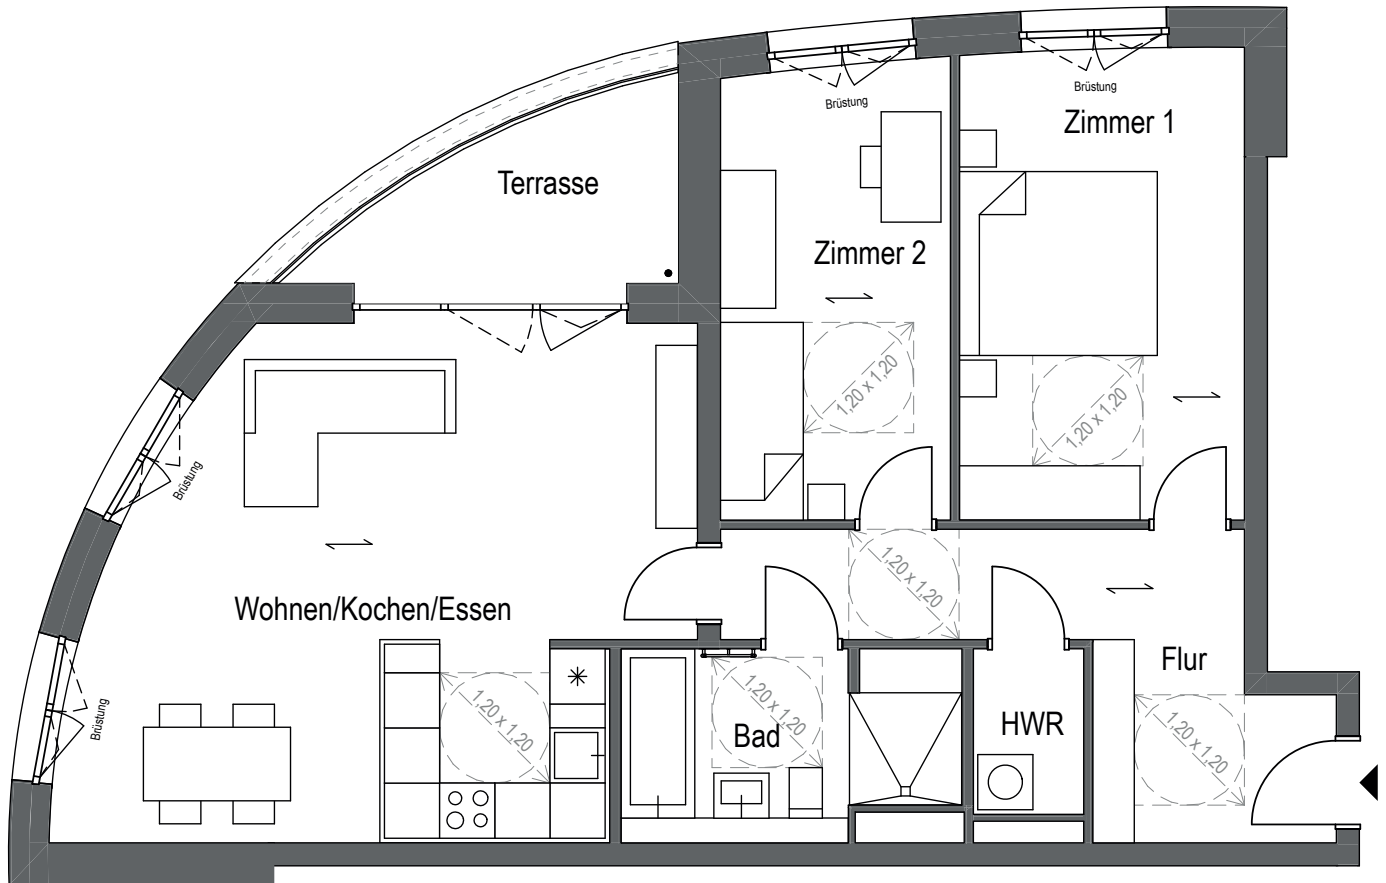 Brüstung
Brüstung
Zimmer 1
Terrasse
Zimmer 2
1,20 x 1,20
1,20 x 1,20
Brüstung
1,20 x 1,20
Wohnen/Kochen/Essen
Flur
1,20 x 1,20
1,20 x 1,20
1,20 x 1,20
Brüstung
Bad
HWR